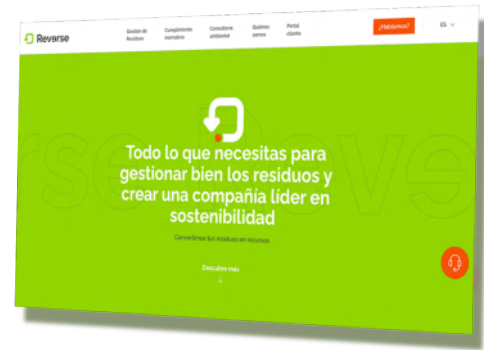 Reverse
Gestión de
Residuos
Cumplimiento
normativo
Consultoría
ambiental
Quiénes
somos
Portal
cliente
¿Hablamos?
ES
Todo lo que necesitas para
gestionar bien los residuos y
crear una compañía líder en
sostenibilidad
Convertimos tus residuos en recursos
Descubre más